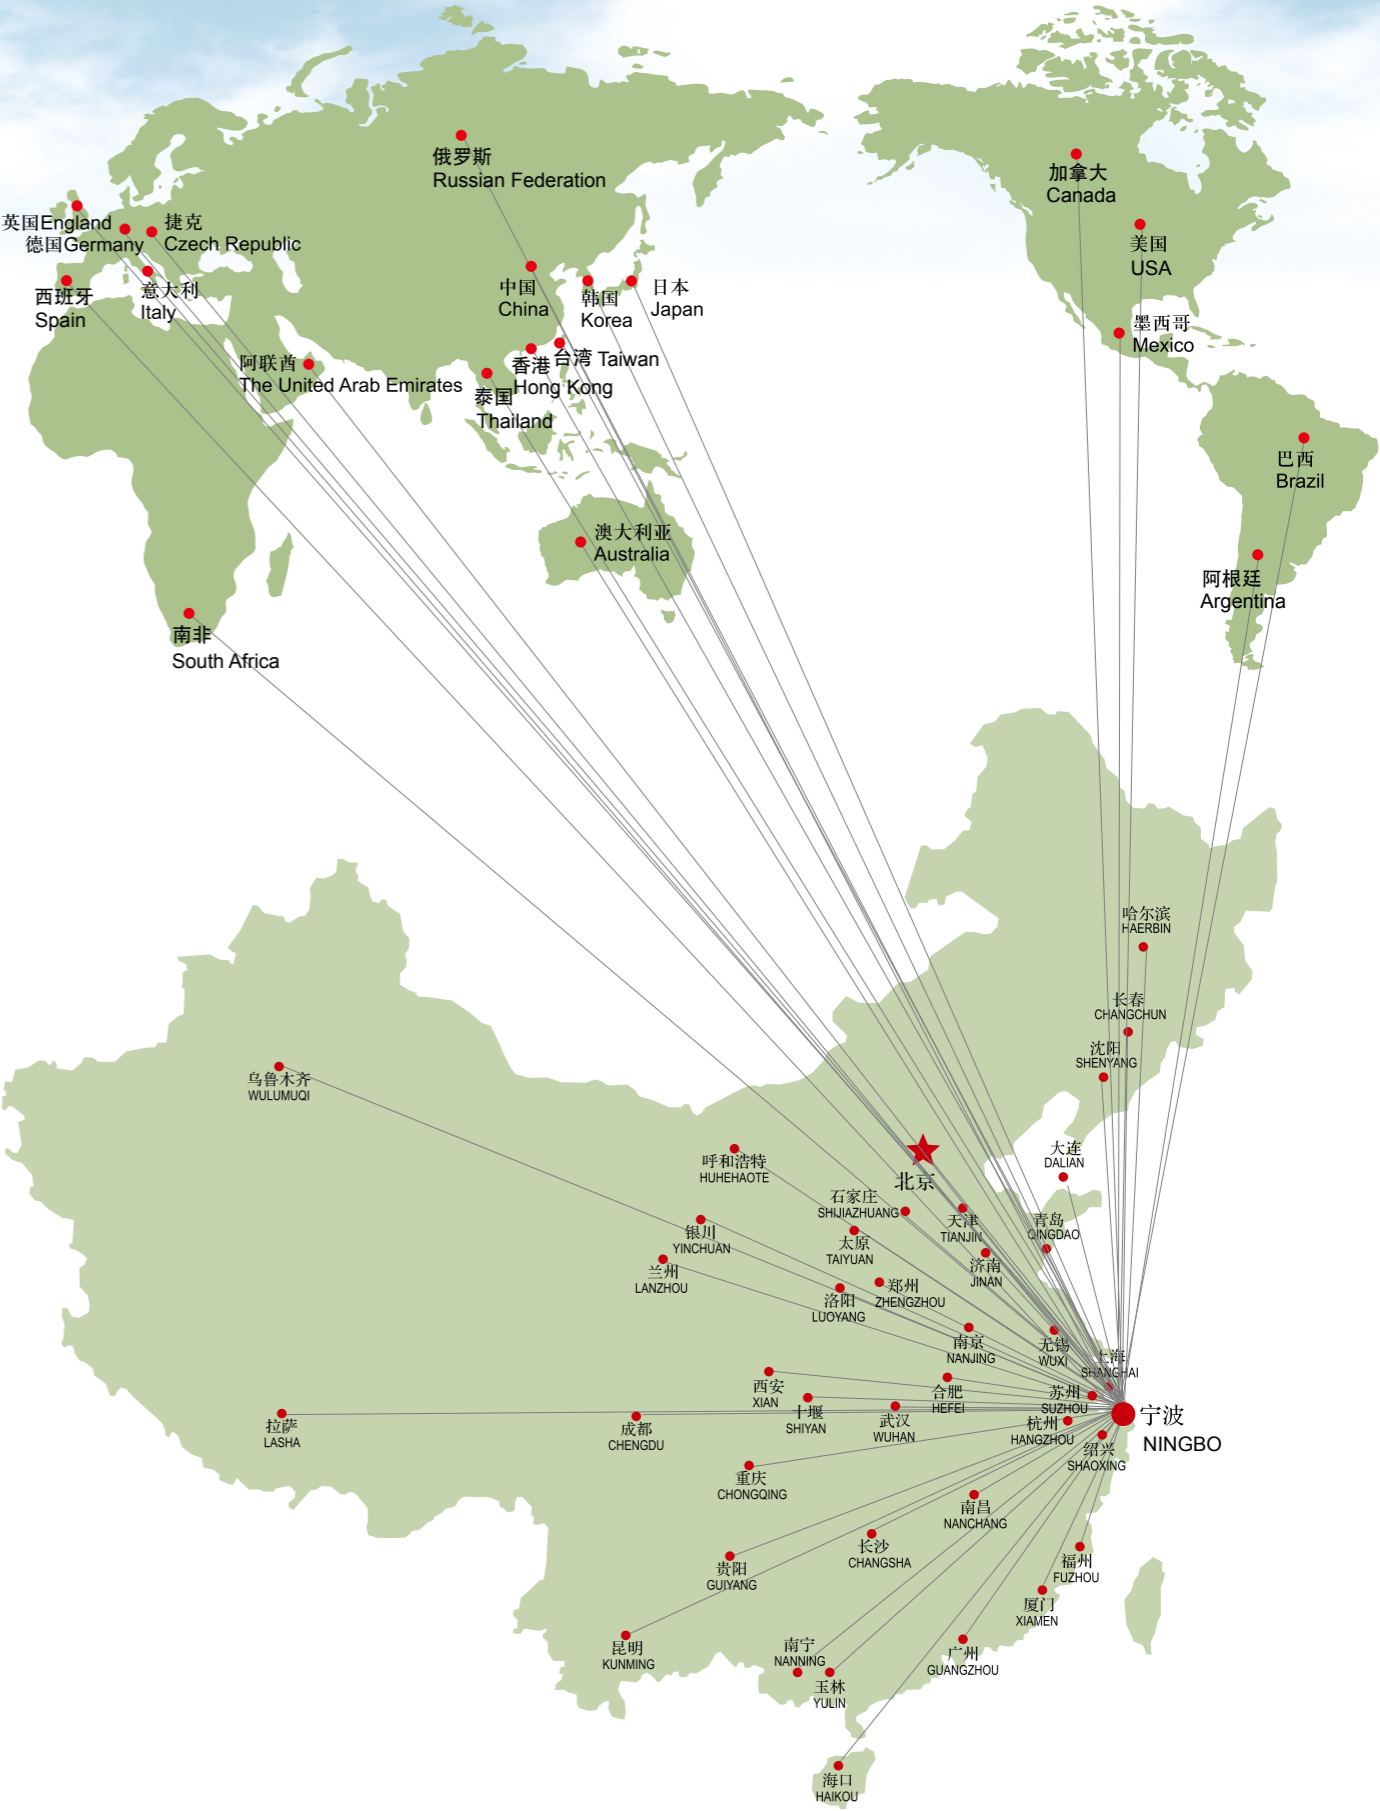 俄罗斯
Russian Federation
加拿大
Canada
英国England
德国Germany
捷克
Czech Republic
美国
USA
西班牙
Spain
意大利
Italy
中国
China
韩国
Korea
日本
Japan
墨西哥
Mexico
阿联酋
The United Arab Emirates
香港
Hong Kong
台湾 Taiwan
泰国
Thailand
巴西
Brazil
澳大利亚
Australia
阿根廷
Argentina
南非
South Africa
哈尔滨
HAERBIN
长春
CHANGCHUN
沈阳
SHENYANG
乌鲁木齐
WULUMUQI
大连
DALIAN
呼和浩特
HUHEHAOTE
北京
石家庄
SHIJIAZHUANG
天津
TIANJIN
青岛
QINGDAO
银川
YINCHUAN
太原
TAIYUAN
兰州
LANZHOU
济南
JINAN
郑州
ZHENGZHOU
洛阳
LUOYANG
南京
NANJING
无锡
WUXI
上海
SHANGHAI
西安
XIAN
合肥
HEFEI
苏州
SUZHOU
十堰
SHIYAN
武汉
WUHAN
杭州
HANGZHOU
宁波
NINGBO
拉萨
LASHA
成都
CHENGDU
绍兴
SHAOXING
重庆
CHONGQING
南昌
NANCHANG
长沙
CHANGSHA
福州
FUZHOU
贵阳
GUIYANG
厦门
XIAMEN
昆明
KUNMING
南宁
NANNING
广州
GUANGZHOU
玉林
YULIN
海口
HAIKOU